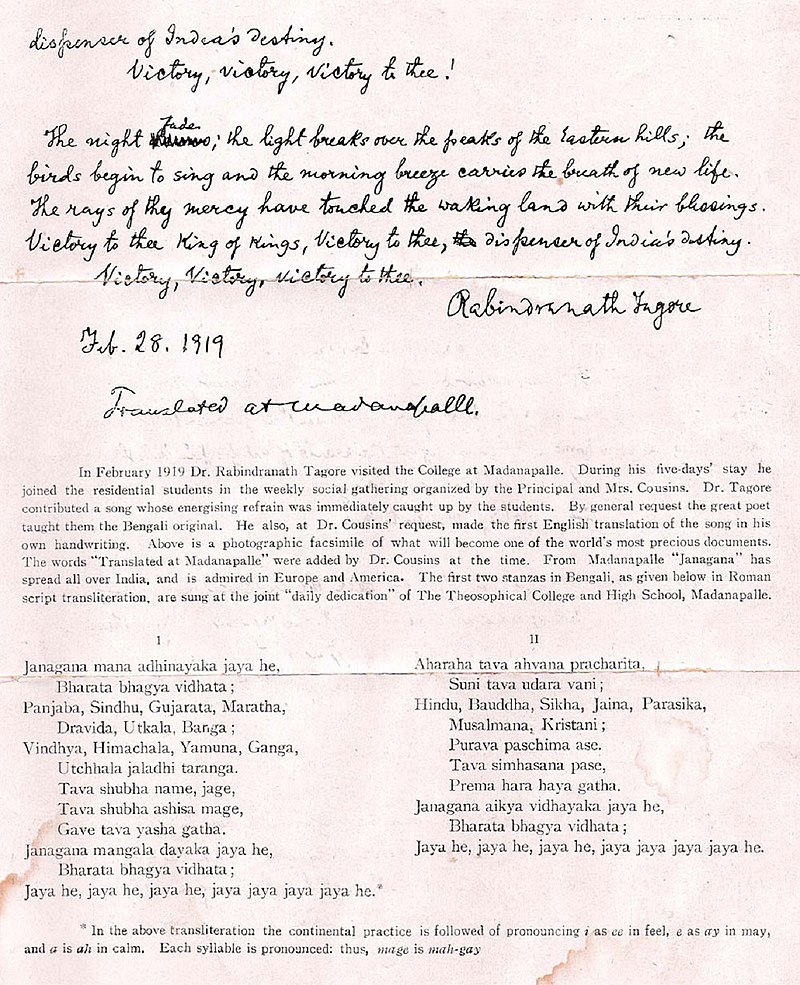 dispenser of India's destiny.
Victory, victory, Victory to thee!
The night fades; the light breaks over the peaks of the Eastern hills; the
birds begin to sing and the morning breeze carries the breath of new life.
The rays of thy mercy have touched the waking land with their blessings.
Victory to thee King of Kings, Victory to thee, dispenser of India's destiny.
Victory, Victory, victory to thee.
Rabindranath Tagore
Feb. 28. 1919
Translated at Madanapalle.
In February 1919 Dr. Rabindranath Tagore visited the College at Madanapalle. During his five-days' stay he
joined the residential students in the weekly social gathering organized by the Principal and Mrs. Cousins. Dr. Tagore
contributed a song whose energising refrain was immediately caught up by the students. By general request the great poet
taught them the Bengali original. He also, at Dr. Cousins' request, made the first English translation of the song in his
own handwriting. Above is a photographic facsimile of what will become one of the world's most precious documents.
The words "Translated at Madanapalle" were added by Dr. Cousins at the time. From Madanapalle "Janagana" has
spread all over India, and is admired in Europe and America. The first two stanzas in Bengali, as given below in Roman
script transliteration, are sung at the joint "daily dedication" of The Theosophical College and High School, Madanapalle.
I
Janagana mana adhinayaka jaya he,
Bharata bhagya vidhata;
Panjaba, Sindhu, Gujarata, Maratha,
Dravida, Utkala, Banga;
Vindhya, Himachala, Yamuna, Ganga,
Utchhala jaladhi taranga.
Tava shubha name, jage,
Tava shubha ashisa mage,
Gave tava yasha gatha.
Janagana mangala dayaka jaya he,
Bharata bhagya vidhata;
Jaya he, jaya he, jaya he, jaya jaya jaya jaya he.*
II
Aharaha tava ahvana pracharita,
Suni tava udara vani;
Hindu, Bauddha, Sikha, Jaina, Parasika,
Musalmana, Kristani;
Purava paschima ase.
Tava simhasana pase,
Prema hara haya gatha.
Janagana aikya vidhayaka jaya he,
Bharata bhagya vidhata;
Jaya he, jaya he, jaya he, jaya jaya jaya jaya he.
* In the above transliteration the continental practice is followed of pronouncing i as ee in feel, e as ay in may,
and a is ah in calm. Each syllable is pronounced: thus, mage is mah-gay